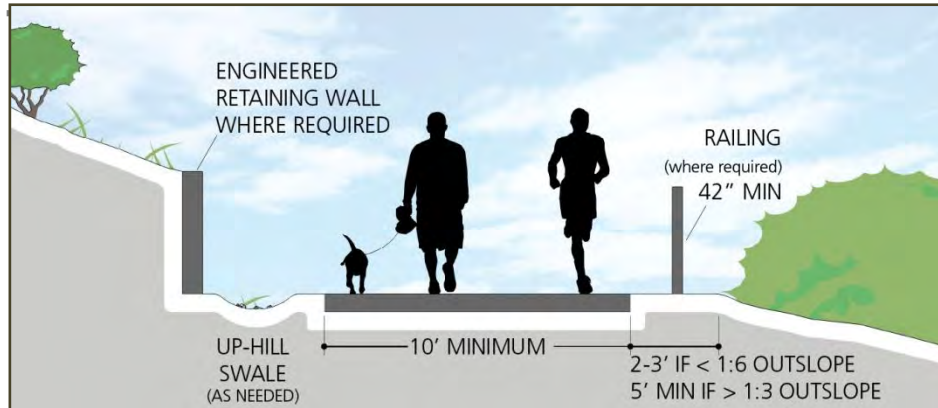 ENGINEERED
RETAINING WALL
WHERE REQUIRED
RAILING
(where required)
42” MIN
UP-HILL
SWALE
(AS NEEDED)
10’ MINIMUM
2-3’ IF < 1:6 OUTSLOPE
5’ MIN IF > 1:3 OUTSLOPE